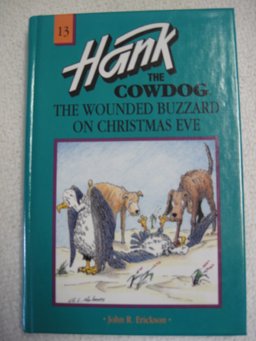 13
Hank
THE
COWDOG
THE WOUNDED BUZZARD
ON CHRISTMAS EVE
• John R. Erickson •